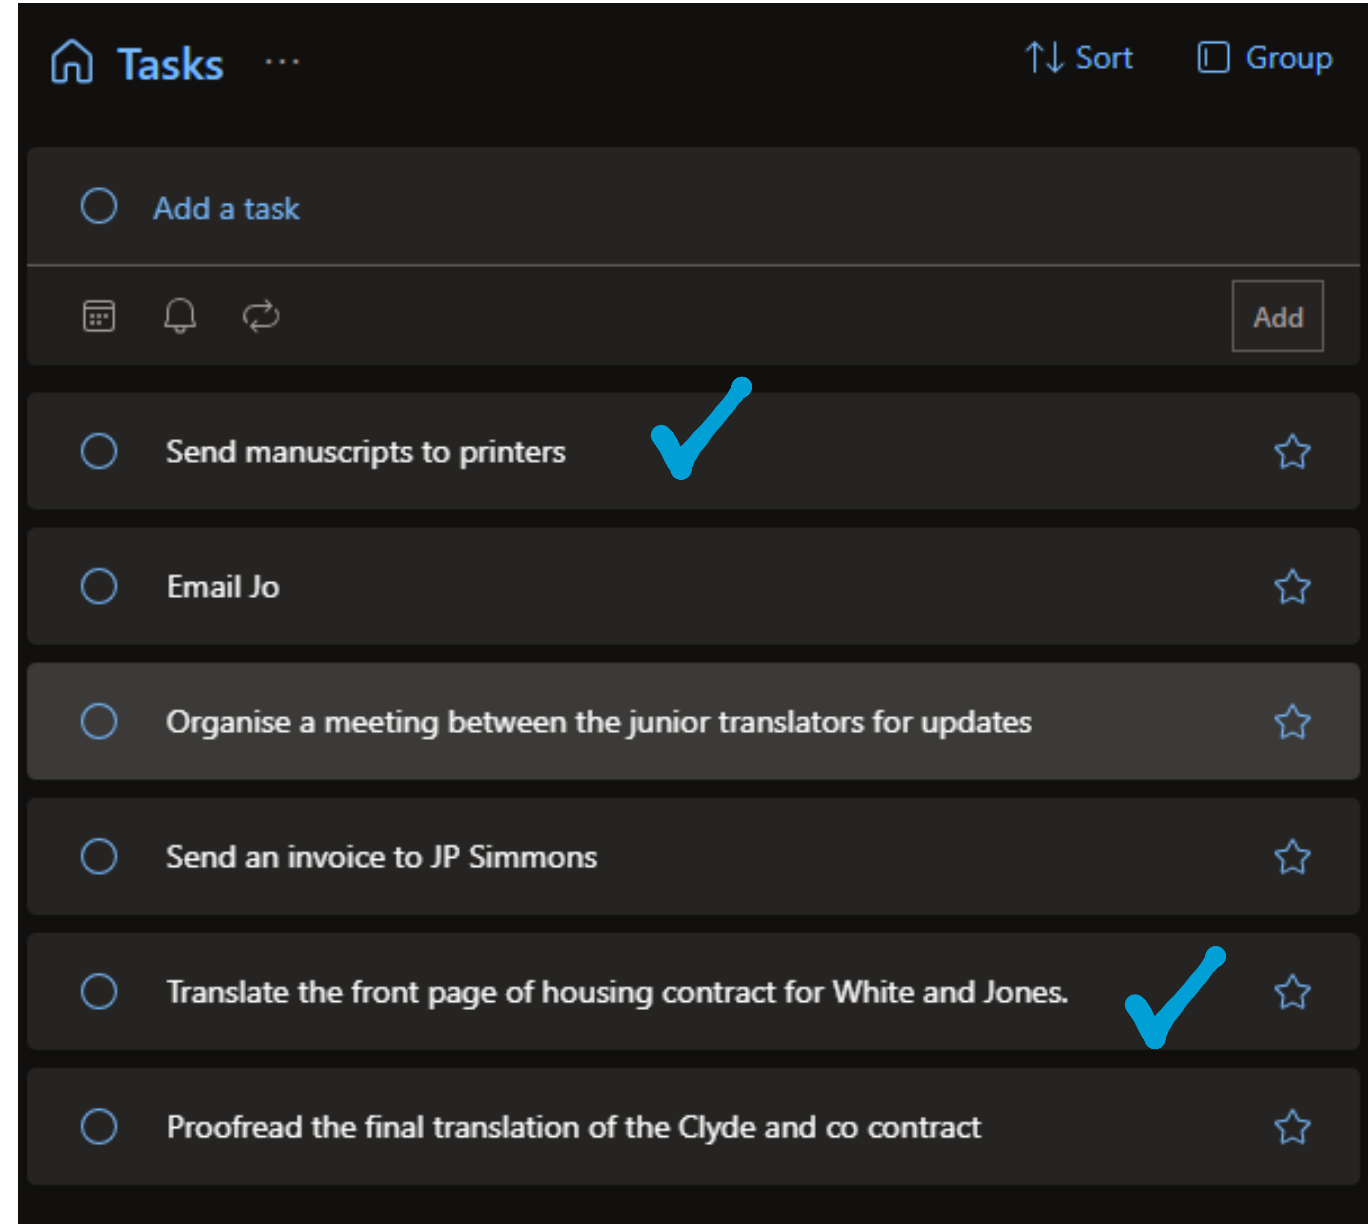 Tasks ...
Sort
Group
Add a task
Add
Send manuscripts to printers
Email Jo
Organise a meeting between the junior translators for updates
Send an invoice to JP Simmons
Translate the front page of housing contract for White and Jones.
Proofread the final translation of the Clyde and co contract